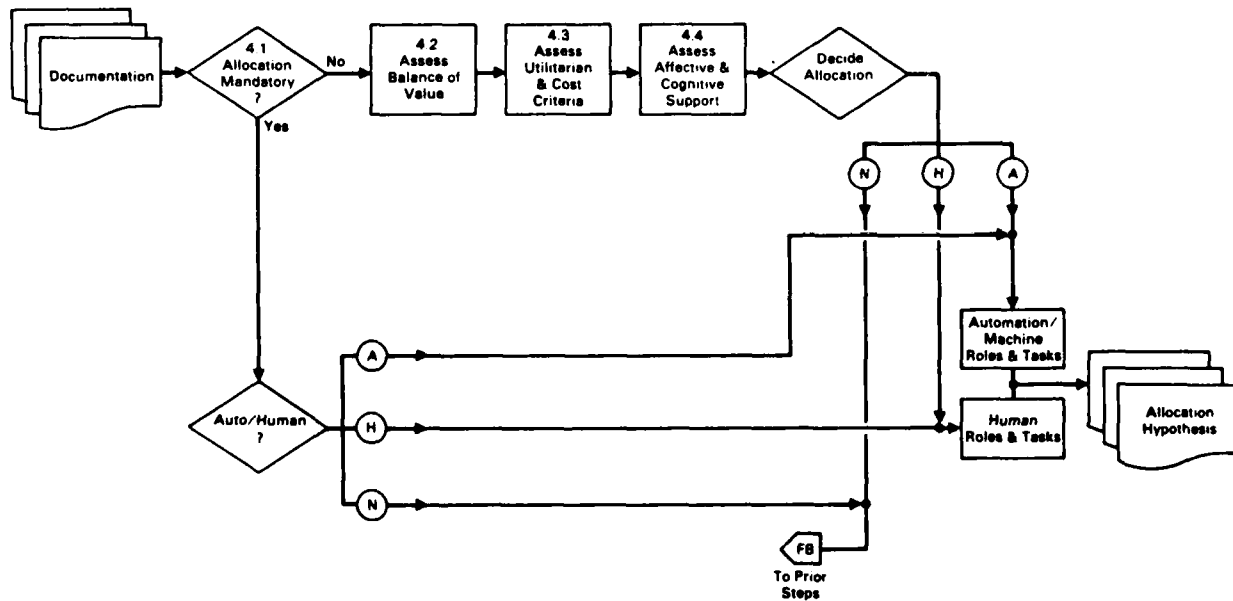 Documentation
4.1
Allocation
Mandatory
?
No
Yes
4.2
Assess
Balance of
Value
4.3
Assess
Utilitarian
& Cost
Criteria
4.4
Assess
Affective &
Cognitive
Support
Decide
Allocation
N
H
A
Auto/Human
?
A
H
N
Automation/
Machine
Roles & Tasks
Human
Roles & Tasks
Allocation
Hypothesis
FB
To Prior
Steps